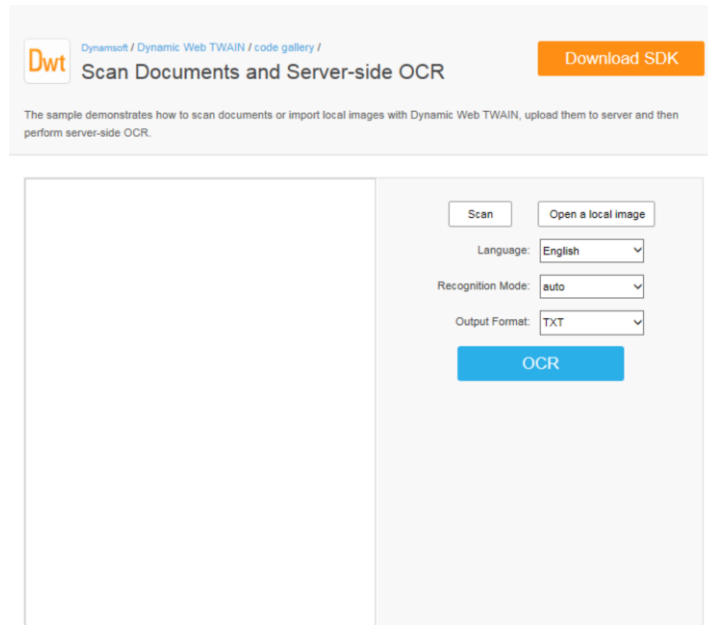 Dwt
Dynamsoft / Dynamic Web TWAIN / code gallery /
Scan Documents and Server-side OCR
Download SDK
The sample demonstrates how to scan documents or import local images with Dynamic Web TWAIN, upload them to server and then
perform server-side OCR.
Scan Open a local image
Language: English
Recognition Mode: auto
Output Format: TXT
OCR